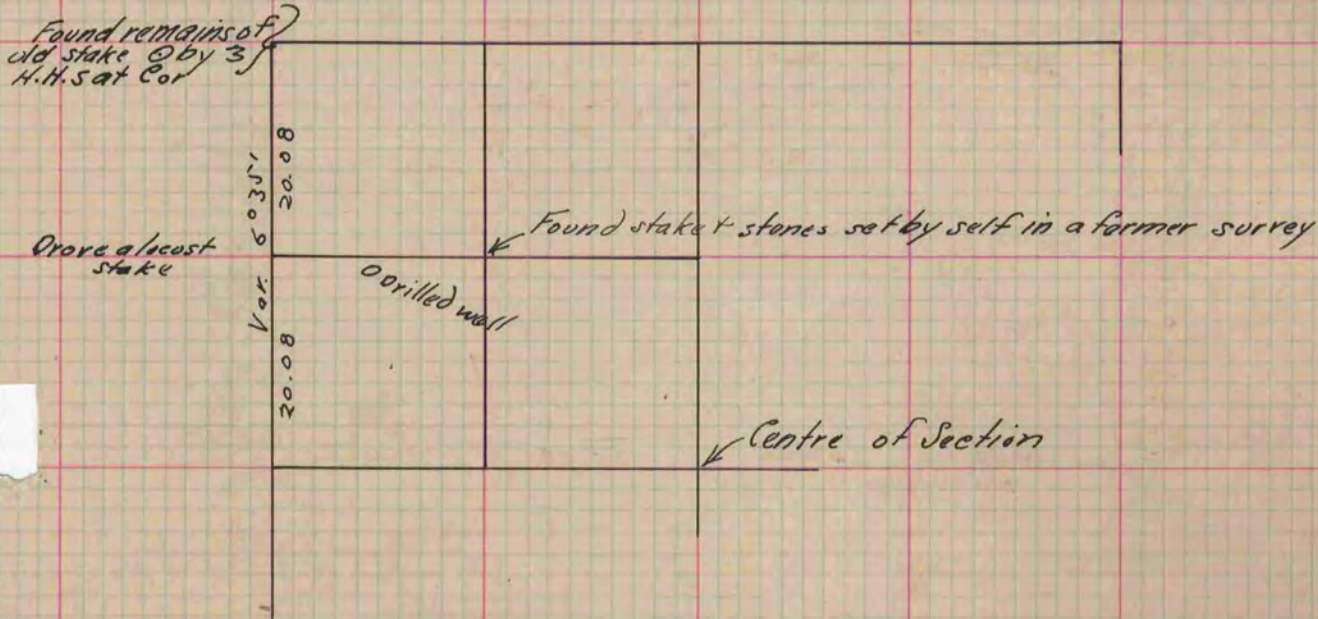 Found remains of
old stake ⊙ by 3
H.H.s at Cor
20.08
Var. 6° 35'
Found stake + stones set by self in a former survey
Drove a locust
stake
o Drilled well
20.08
Centre of Section